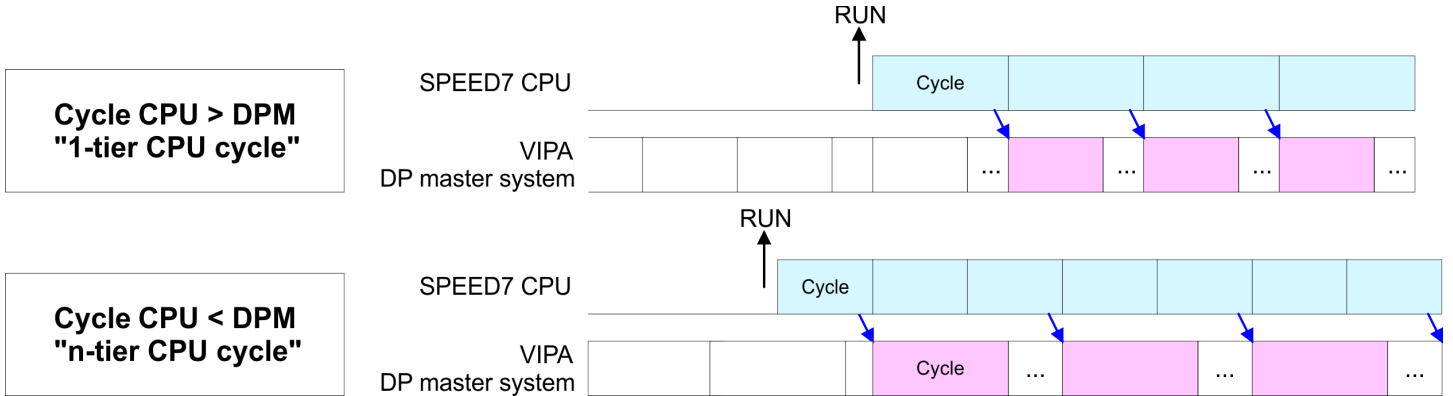 RUN
SPEED7 CPU
Cycle
Cycle CPU > DPM
"1-tier CPU cycle"
VIPA
DP master system
...
...
...
...
RUN
SPEED7 CPU
Cycle
Cycle CPU < DPM
"n-tier CPU cycle"
VIPA
DP master system
Cycle
...
...
...